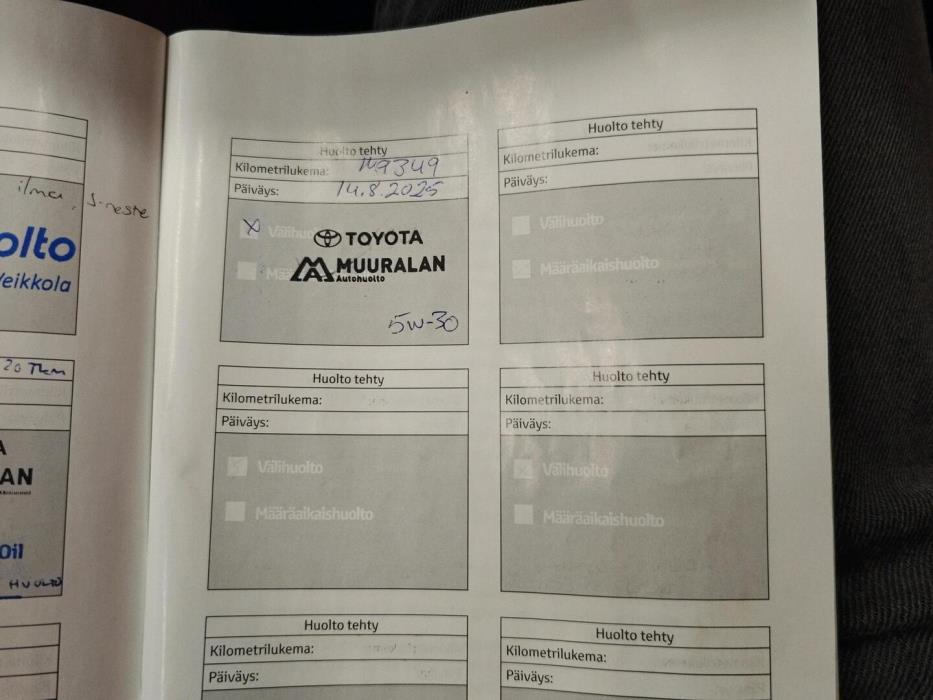 ilma, J-neste
olto
Veikkola
20 Tkm
AN
Oil
HUOLTO
Huolto tehty
Kilometrilukema: 149349
Päiväys: 14.8.2025
X Välihuo
TOYOTA
Mä
MUURALAN
Autohuolto
5W-30
Huolto tehty
Kilometrilukema:
Päiväys:
Välihuolto
Määräaikaishuolto
Huolto tehty
Kilometrilukema:
Päiväys:
Välihuolto
Määräaikaishuolto
Huolto tehty
Kilometrilukema:
Päiväys:
Välihuolto
Määräaikaishuolto
Huolto tehty
Kilometrilukema:
Päiväys:
Huolto tehty
Kilometrilukema:
Päiväys: